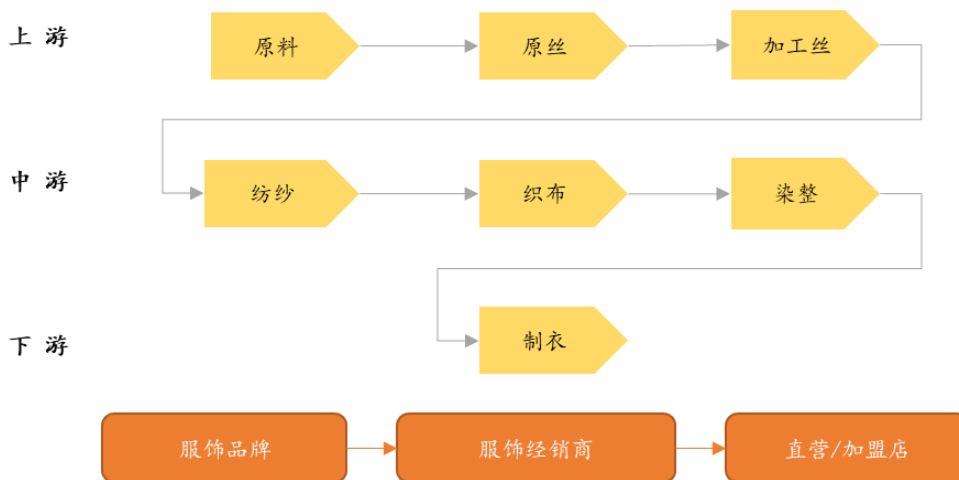 上 游
原料
原丝
加工丝
中 游
纺纱
织布
染整
下 游
制衣
服饰品牌
服饰经销商
直营/加盟店